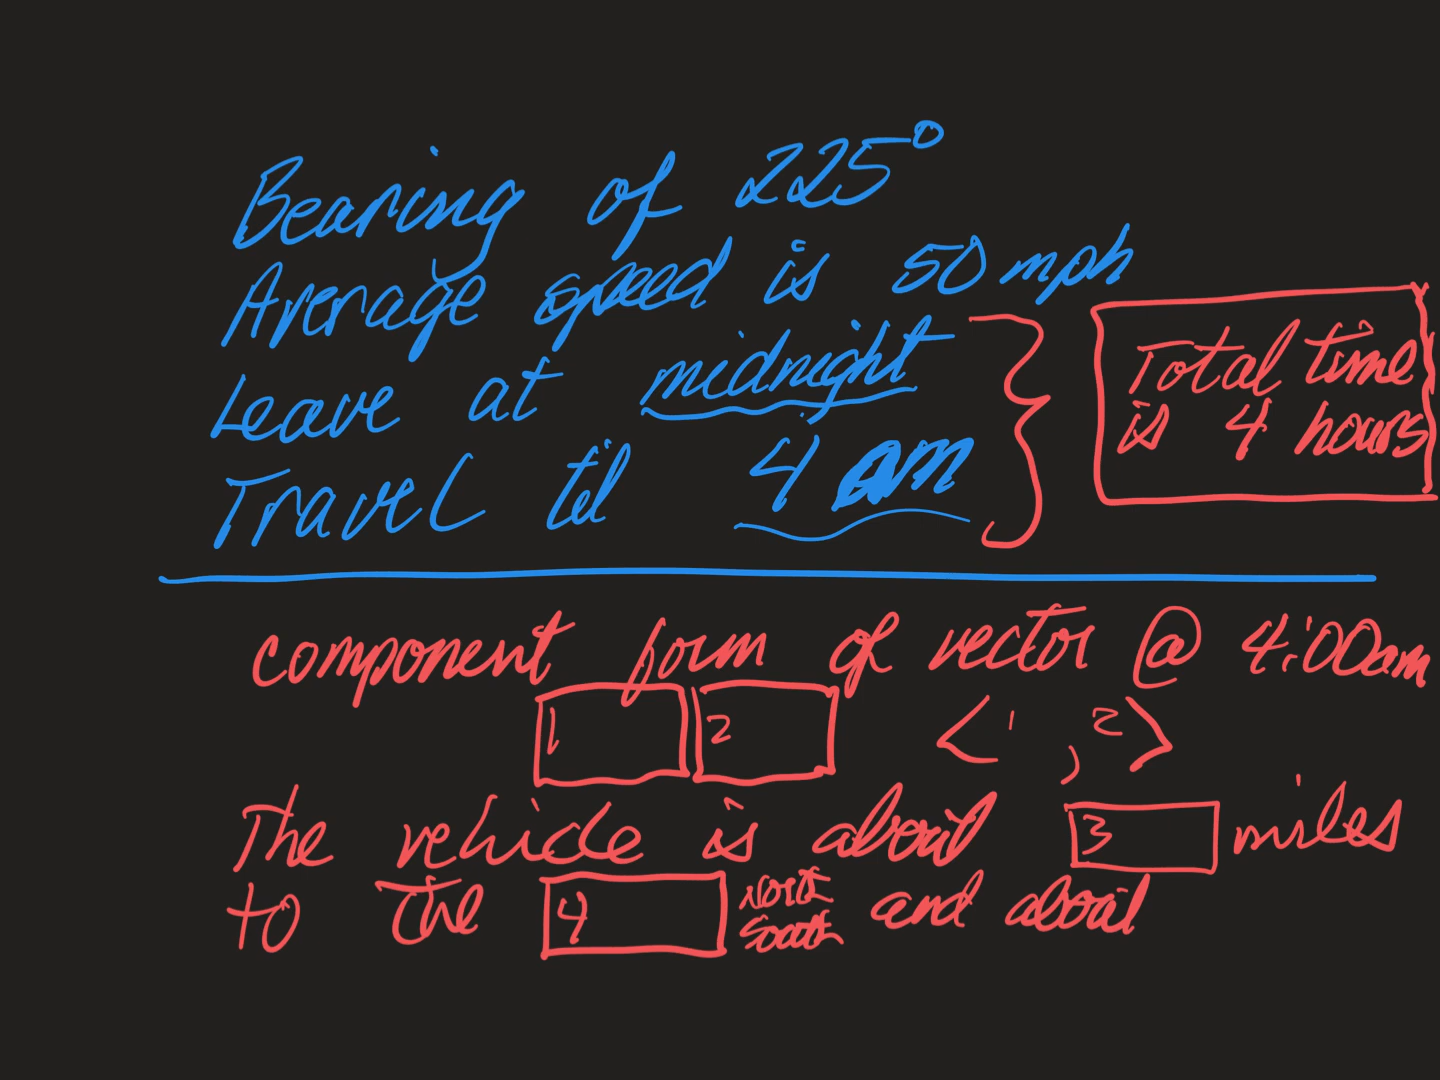 Bearing of 225°
Average speed is 50 mph
Leave at midnight
Travel til 4 am
Total time
is 4 hours
component form of vector @ 4:00am
1 2 < 1 , 2 >
The vehicle is about 3 miles
to the 4 North
South and about